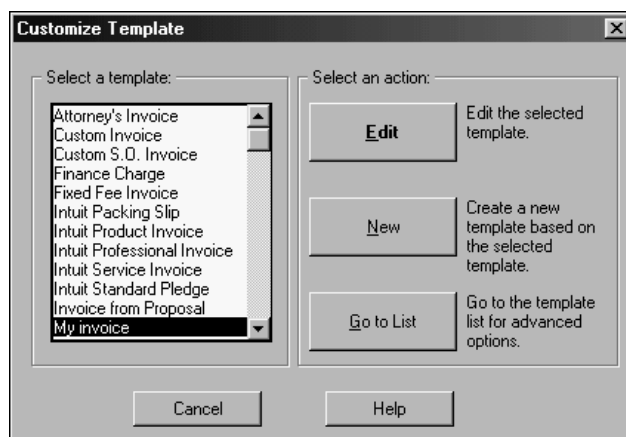 Customize Template
Select a template:
Attorney's Invoice
Custom Invoice
Custom S.O. Invoice
Finance Charge
Fixed Fee Invoice
Intuit Packing Slip
Intuit Product Invoice
Intuit Professional Invoice
Intuit Service Invoice
Intuit Standard Pledge
Invoice from Proposal
My invoice
Select an action:
Edit
Edit the selected
template.
New
Create a new
template based on
the selected
template.
Go to List
Go to the template
list for advanced
options.
Cancel
Help